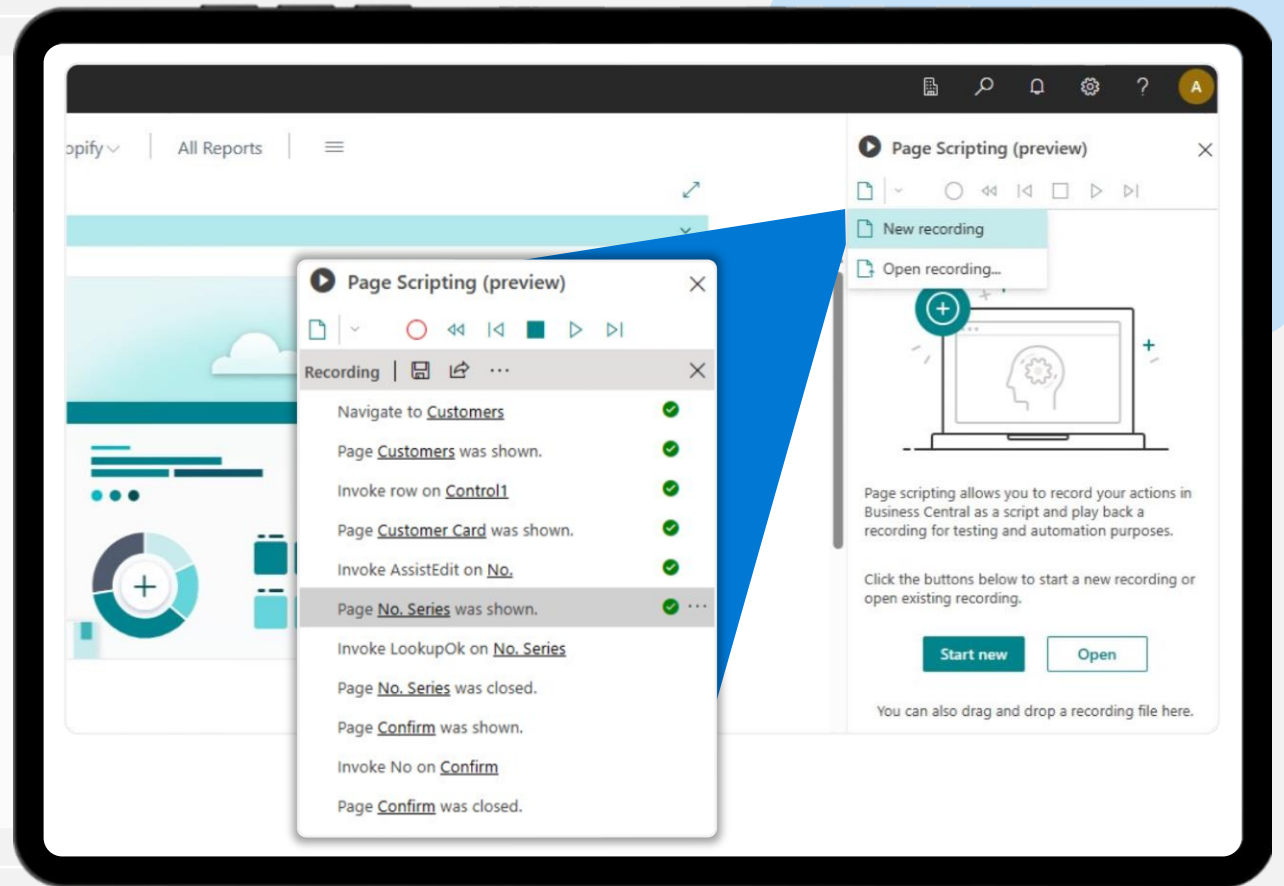 A
opify
All Reports
Page Scripting (preview)
New recording
Open recording...
Page scripting allows you to record your actions in
Business Central as a script and play back a
recording for testing and automation purposes.
Click the buttons below to start a new recording or
open existing recording.
Start new
Open
You can also drag and drop a recording file here.
Page Scripting (preview)
Recording
Navigate to Customers
Page Customers was shown.
Invoke row on Control1
Page Customer Card was shown.
Invoke AssistEdit on No.
Page No. Series was shown.
Invoke LookupOk on No. Series
Page No. Series was closed.
Page Confirm was shown.
Invoke No on Confirm
Page Confirm was closed.